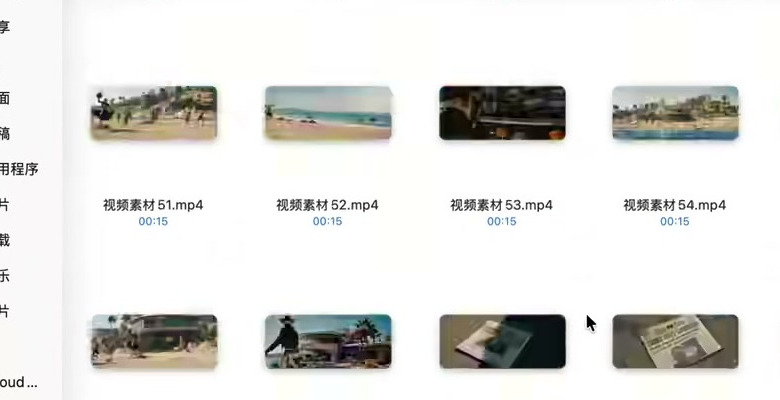 享
面
稿
用程序
片
载
乐
片
oud...
视频素材 51.mp4
00:15
视频素材 52.mp4
00:15
视频素材 53.mp4
00:15
视频素材 54.mp4
00:15